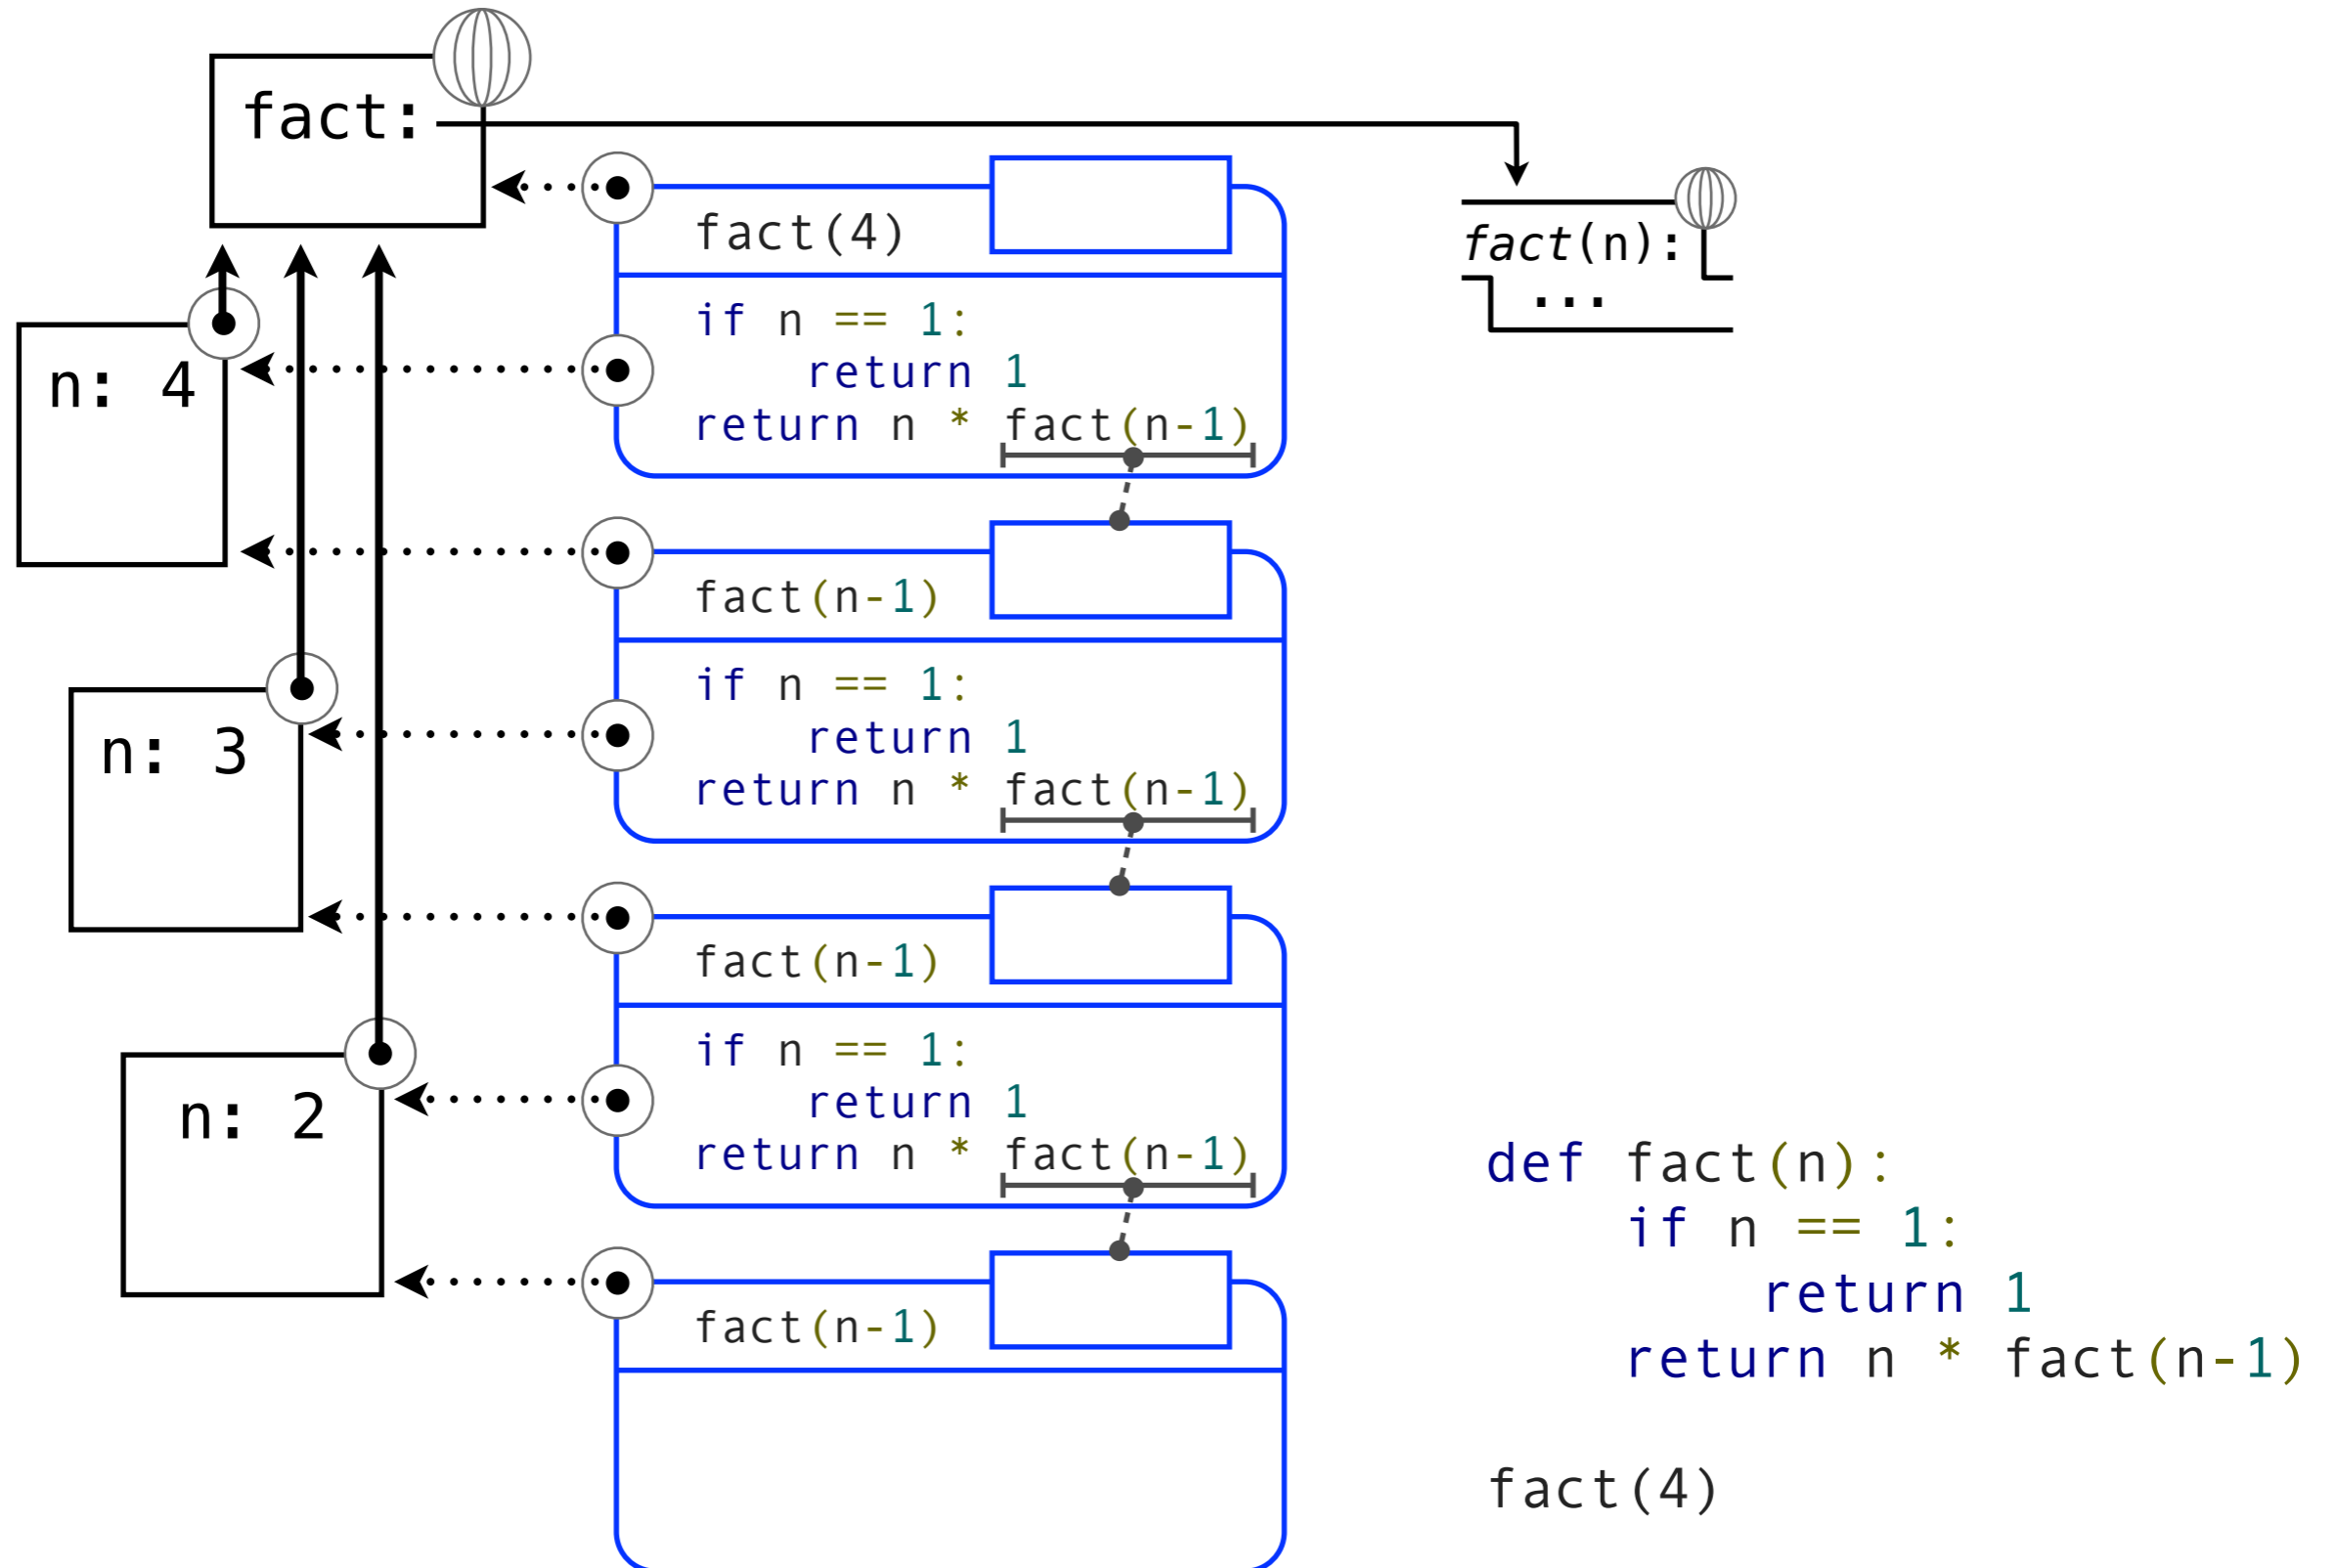 fact:
fact(4)
if n == 1:
    return 1
return n * fact(n-1)
fact(n):
...
n: 4
fact(n-1)
if n == 1:
    return 1
return n * fact(n-1)
n: 3
fact(n-1)
if n == 1:
    return 1
return n * fact(n-1)
n: 2
fact(n-1)
def fact(n):
    if n == 1:
        return 1
    return n * fact(n-1)
fact(4)